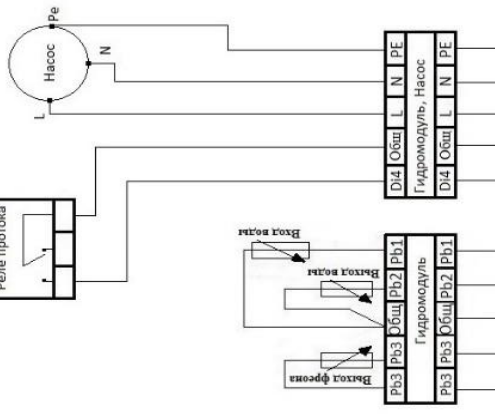 Pe
N
L
Насос
PE
N
L
Общ
Di4
Гидромодуль, Насос
Реле протока
Вход воды
Выход воды
Выход фреона
Pb1
Pb2
Общ
Pb3
Pb3
Гидромодуль
PE
N
L
Общ
Di4
Pb1
Pb2
Общ
Pb3
Pb3